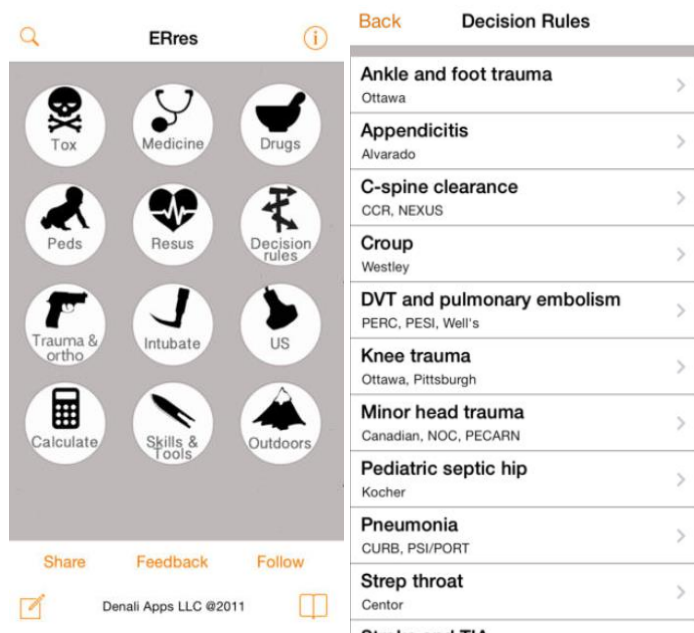 ERres
Tox
Medicine
Drugs
Peds
Resus
Decision
rules
Trauma &
ortho
Intubate
US
Calculate
Skills &
Tools
Outdoors
Share
Feedback
Follow
Denali Apps LLC @2011
Back
Decision Rules
Ankle and foot trauma
Ottawa
Appendicitis
Alvarado
C-spine clearance
CCR, NEXUS
Croup
Westley
DVT and pulmonary embolism
PERC, PESI, Well's
Knee trauma
Ottawa, Pittsburgh
Minor head trauma
Canadian, NOC, PECARN
Pediatric septic hip
Kocher
Pneumonia
CURB, PSI/PORT
Strep throat
Centor
Stroke and TIA